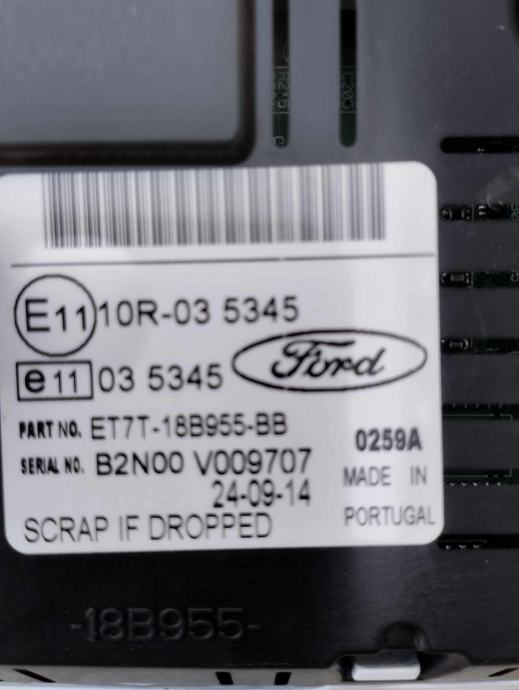 C203
E11 10R-03 5345
e11 03 5345
Ford
PART NO. ET7T-18B955-BB
SERIAL NO. B2N00 V009707
24-09-14
0259A
MADE IN
PORTUGAL
SCRAP IF DROPPED
-18B955-